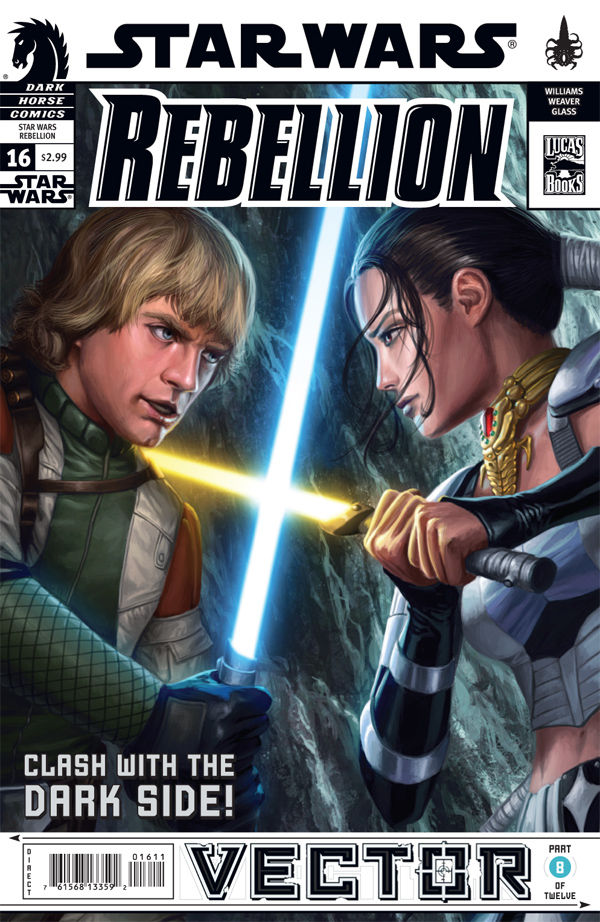 STAR WARS®
DARK
HORSE
COMICS
STAR WARS
REBELLION
16 $2.99
STAR
WARS
REBELLION
WILLIAMS
WEAVER
GLASS
LUCAS
BOOKS
CLASH WITH THE
DARK SIDE!
DIRECT
01611
7 61568 13359 2
VECTOR
PART
8
OF TWELVE